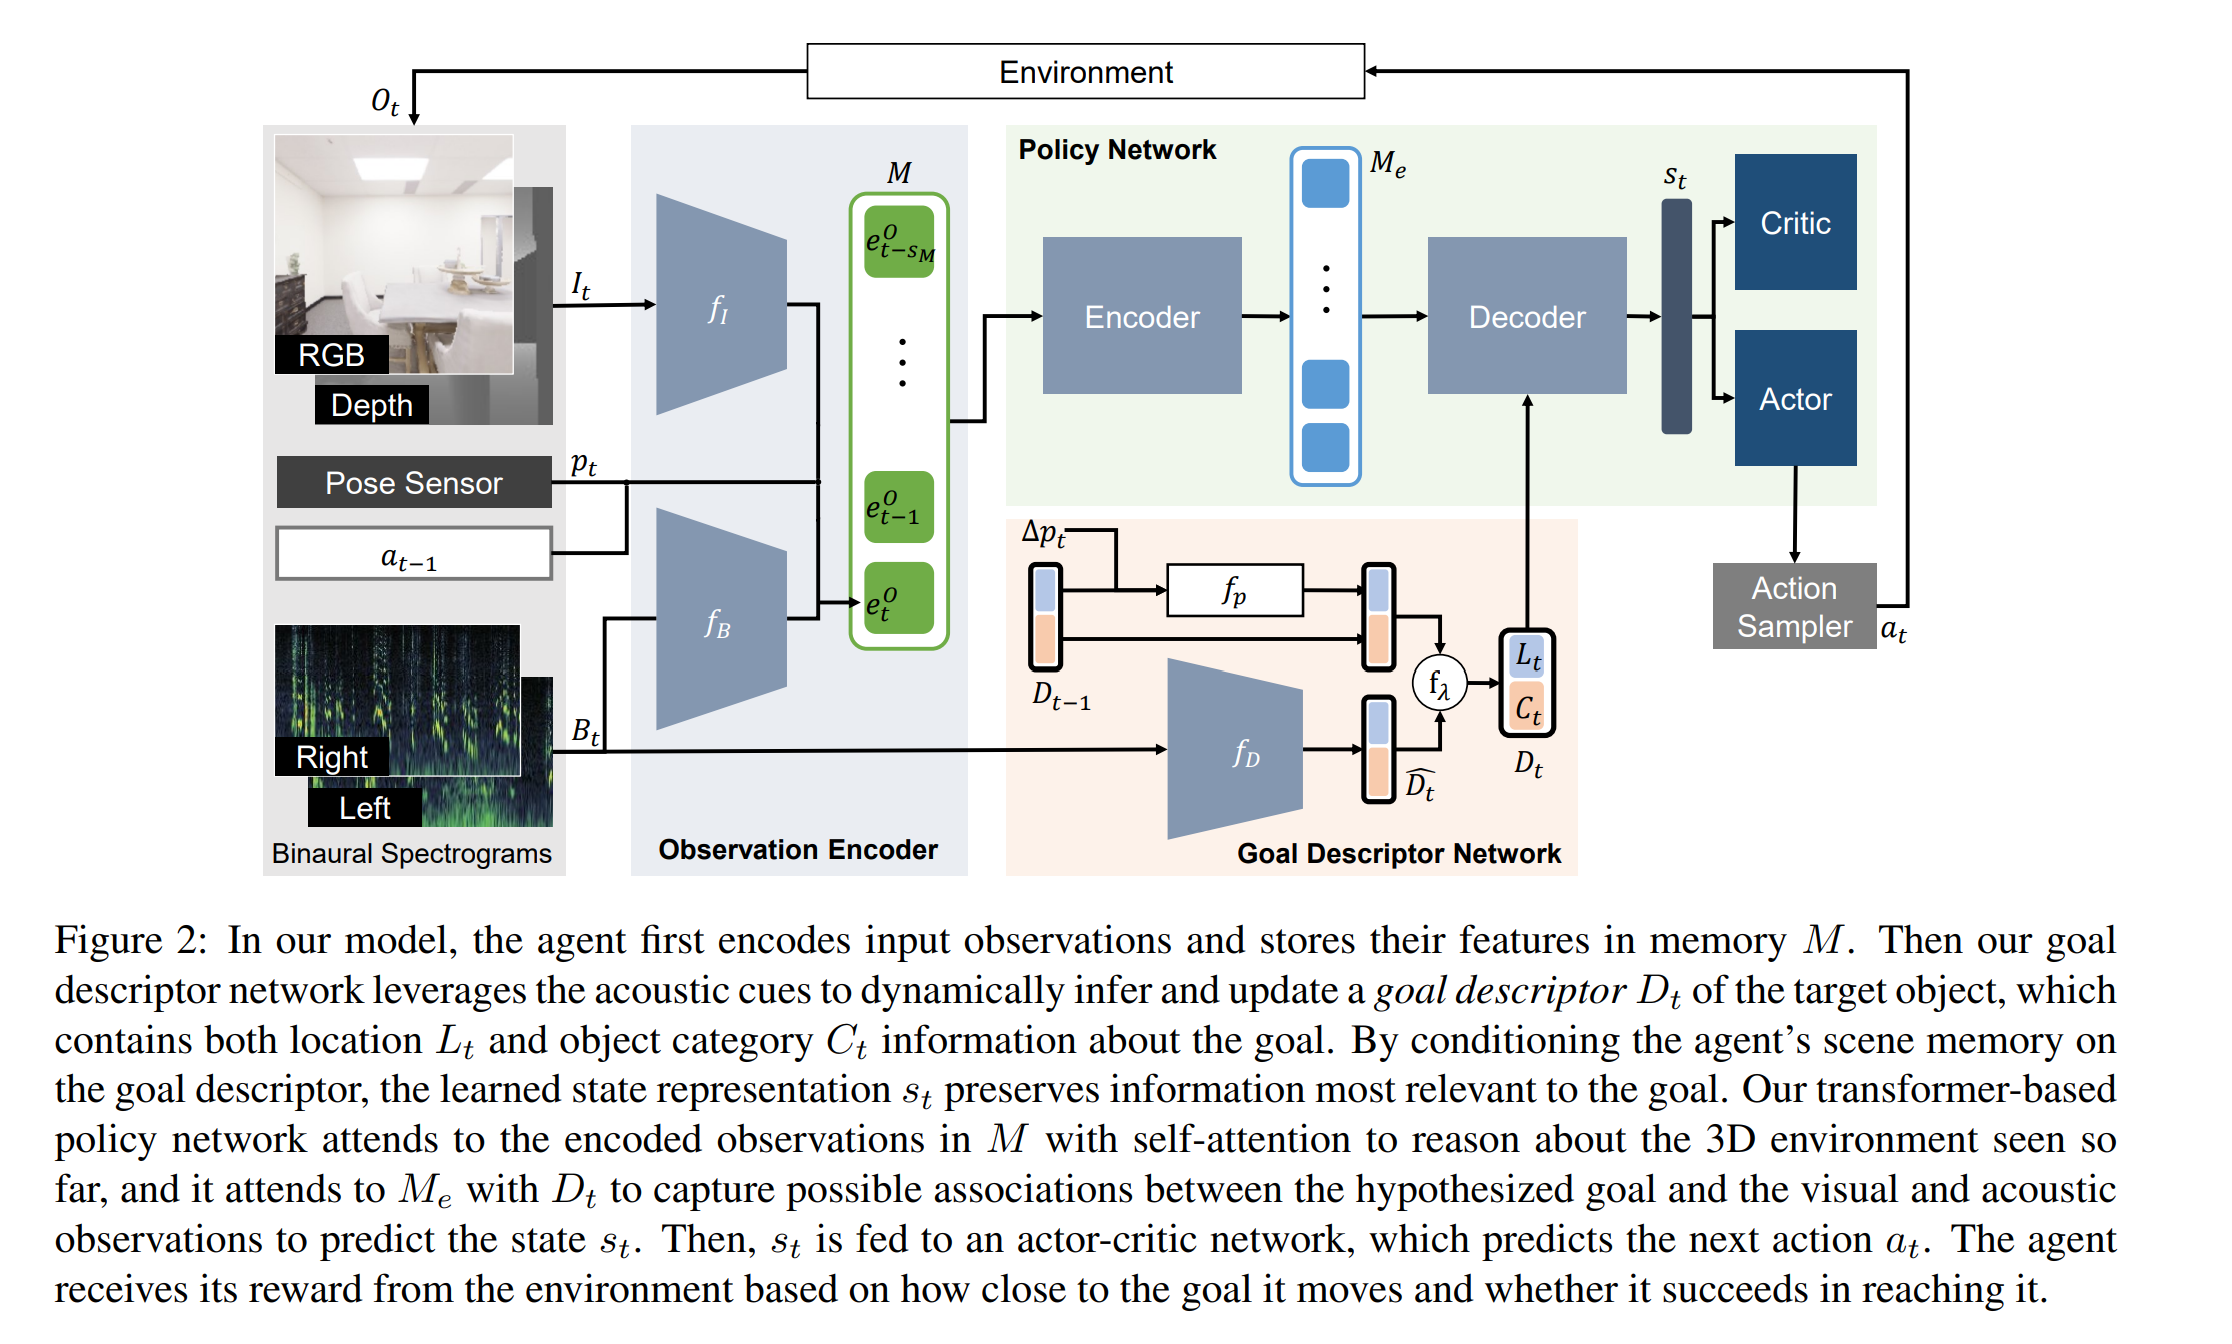 Environment
O_t
Policy Network
M
M_e
s_t
e^O_{t-s_M}
Critic
I_t
f_I
Encoder
Decoder
RGB
Depth
Actor
p_t
Pose Sensor
e^O_{t-1}
a_{t-1}
Δp_t
f_p
Action
Sampler
a_t
e^O_t
f_B
L_t
f_λ
C_t
D_{t-1}
B_t
f_D
D_t
\widehat{D_t}
Right
Left
Binaural Spectrograms
Observation Encoder
Goal Descriptor Network
Figure 2: In our model, the agent first encodes input observations and stores their features in memory M. Then our goal
descriptor network leverages the acoustic cues to dynamically infer and update a goal descriptor D_t of the target object, which
contains both location L_t and object category C_t information about the goal. By conditioning the agent's scene memory on
the goal descriptor, the learned state representation s_t preserves information most relevant to the goal. Our transformer-based
policy network attends to the encoded observations in M with self-attention to reason about the 3D environment seen so
far, and it attends to M_e with D_t to capture possible associations between the hypothesized goal and the visual and acoustic
observations to predict the state s_t. Then, s_t is fed to an actor-critic network, which predicts the next action a_t. The agent
receives its reward from the environment based on how close to the goal it moves and whether it succeeds in reaching it.